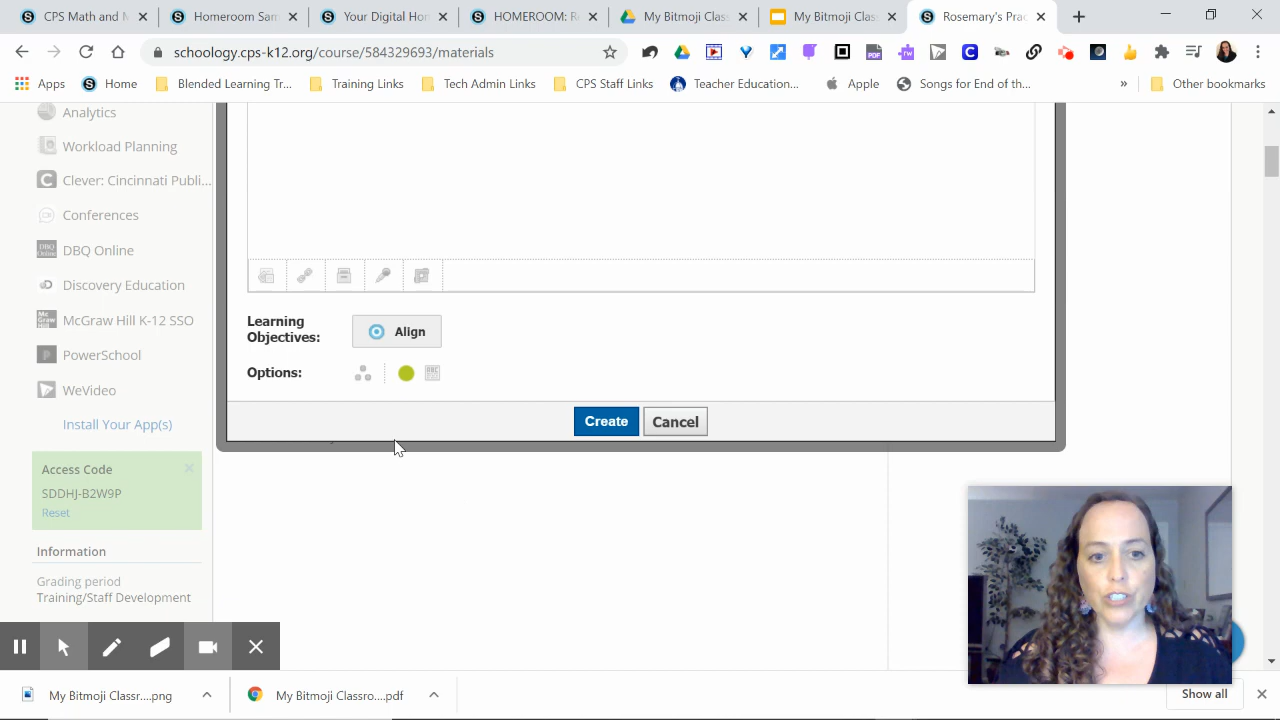 CPS Math and M
Homeroom Sam
Your Digital Ho
HOMEROOM: R
My Bitmoji Clas
My Bitmoji Clas
Rosemary's Prac
schoology.cps-k12.org/course/584329693/materials
Apps
Home
Blended Learning Tr...
Training Links
Tech Admin Links
CPS Staff Links
Teacher Education...
Apple
Songs for End of th...
»
Other bookmarks
Analytics
Workload Planning
Clever: Cincinnati Publi...
Conferences
DBQ Online
Discovery Education
McGraw Hill K-12 SSO
PowerSchool
WeVideo
Install Your App(s)
Access Code
SDDHJ-B2W9P
Reset
Information
Grading period
Training/Staff Development
Learning
Objectives:
Align
Options:
Create
Cancel
My Bitmoji Classr....png
My Bitmoji Classro....pdf
Show all